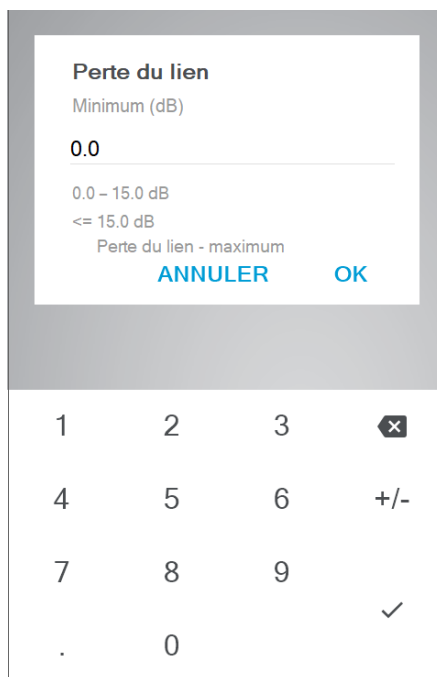 Perte du lien
Minimum (dB)
0.0
0.0 – 15.0 dB
<= 15.0 dB
Perte du lien - maximum
ANNULER OK
1 2 3
4 5 6 +/-
7 8 9
. 0